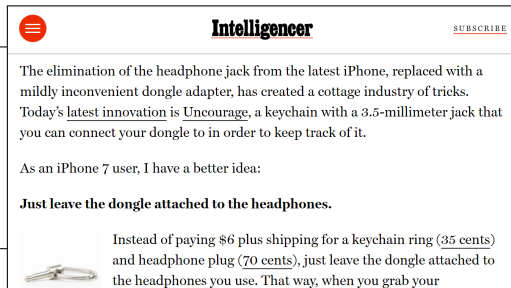 Intelligencer
SUBSCRIBE
The elimination of the headphone jack from the latest iPhone, replaced with a
mildly inconvenient dongle adapter, has created a cottage industry of tricks.
Today’s latest innovation is Uncourage, a keychain with a 3.5-millimeter jack that
you can connect your dongle to in order to keep track of it.
As an iPhone 7 user, I have a better idea:
Just leave the dongle attached to the headphones.
Instead of paying $6 plus shipping for a keychain ring (35 cents)
and headphone plug (70 cents), just leave the dongle attached to
the headphones you use. That way, when you grab your